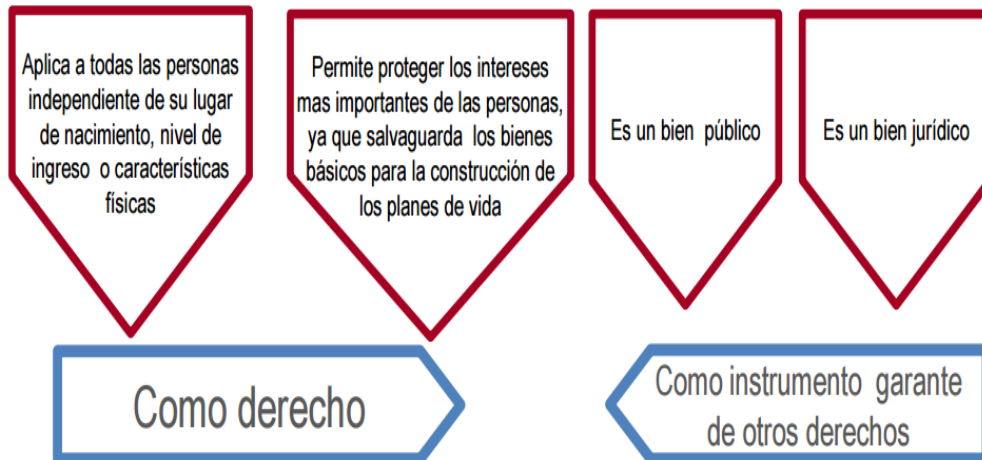 Aplica a todas las personas
independiente de su lugar
de nacimiento, nivel de
ingreso o características
físicas
Permite proteger los intereses
mas importantes de las personas,
ya que salvaguarda los bienes
básicos para la construcción de
los planes de vida
Es un bien público
Es un bien jurídico
Como derecho
Como instrumento garante
de otros derechos